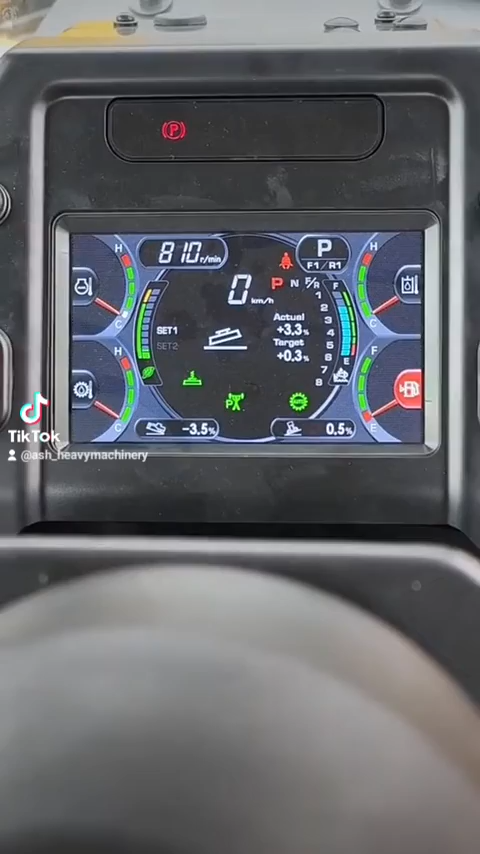 P
H
810 r/min
P
F1/R1
H
0 km/h
P N F/R
F
1
2
3
4
5
6
7
8
E
Actual
+3.3%
Target
+0.3%
SET1
SET2
C
C
H
F
P
AUTO
C
E
-3.5%
0.5%
TikTok
@ash_heavymachinery